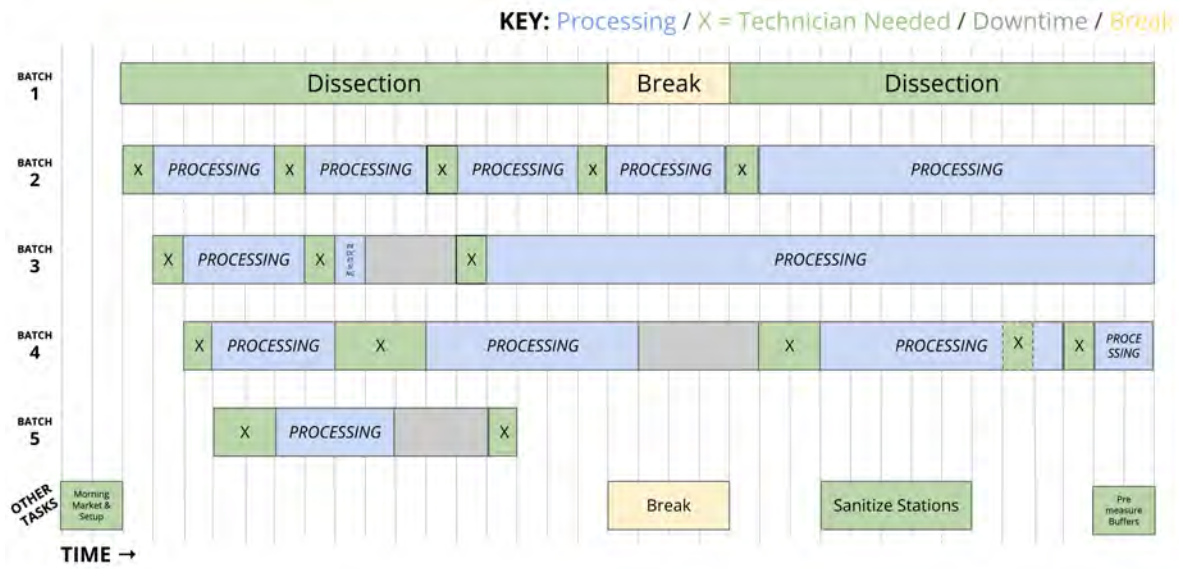 KEY: Processing / X = Technician Needed / Downtime / Break
BATCH
1
Dissection
Break
Dissection
BATCH
2
X
PROCESSING
X
PROCESSING
X
PROCESSING
X
PROCESSING
X
PROCESSING
BATCH
3
X
PROCESSING
X
X
PROCESSING
BATCH
4
X
PROCESSING
X
PROCESSING
X
PROCESSING
X
X
PROCE
SSING
BATCH
5
X
PROCESSING
X
OTHER
TASKS
Morning
Market &
Setup
Break
Sanitize Stations
Pre
measure
Buffers
TIME →